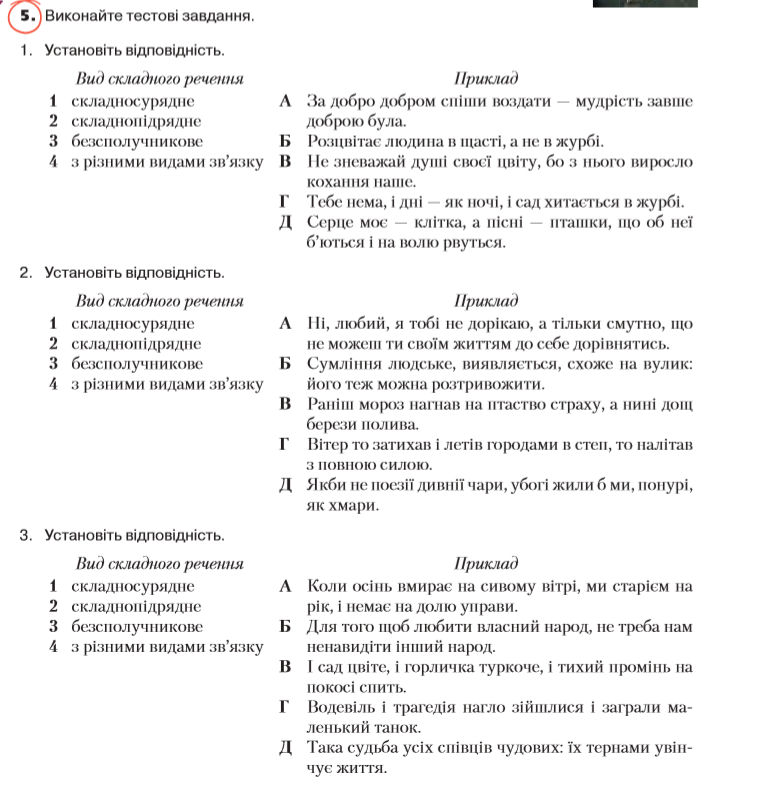 5. Виконайте тестові завдання.
1. Установіть відповідність.
Вид складного речення Приклад
1 складносурядне А За добро добром спіши воздати — мудрість завше
2 складнопідрядне доброю була.
3 безсполучникове Б Розцвітає людина в щасті, а не в журбі.
4 з різними видами зв’язку В Не зневажай душі своєї цвіту, бо з нього виросло
кохання наше.
Г Тебе нема, і дні — як ночі, і сад хитається в журбі.
Д Серце моє — клітка, а пісні — пташки, що об неї
б’ються і на волю рвуться.
2. Установіть відповідність.
Вид складного речення Приклад
1 складносурядне А Ні, любий, я тобі не дорікаю, а тільки смутно, що
2 складнопідрядне не можеш ти своїм життям до себе дорівнятись.
3 безсполучникове Б Сумління людське, виявляється, схоже на вулик:
4 з різними видами зв’язку його теж можна розтривожити.
В Раніш мороз нагнав на птаство страху, а нині дощ
берези полива.
Г Вітер то затихав і летів городами в степ, то налітав
з повною силою.
Д Якби не поезії дивнії чари, убогі жили б ми, понурі,
як хмари.
3. Установіть відповідність.
Вид складного речення Приклад
1 складносурядне А Коли осінь вмирає на сивому вітрі, ми старієм на
2 складнопідрядне рік, і немає на долю управи.
3 безсполучникове Б Для того щоб любити власний народ, не треба нам
4 з різними видами зв’язку ненавидіти інший народ.
В І сад цвіте, і горличка туркоче, і тихий промінь на
покосі спить.
Г Водевіль і трагедія нагло зійшлися і заграли ма-
ленький танок.
Д Така судьба усіх співців чудових: їх тернами увін-
чує життя.